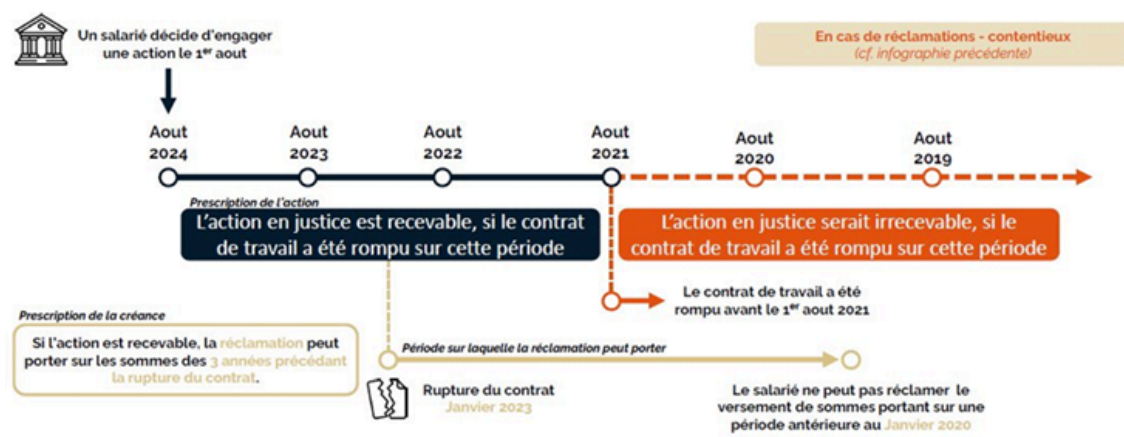 Un salarié décide d'engager
une action le 1er aout
En cas de réclamations - contentieux
(cf. infographie précédente)
Aout
2024
Aout
2023
Aout
2022
Aout
2021
Aout
2020
Aout
2019
Prescription de l'action
L'action en justice est recevable, si le contrat
de travail a été rompu sur cette période
L'action en justice serait irrecevable, si le
contrat de travail a été rompu sur cette période
Le contrat de travail a été
rompu avant le 1er aout 2021
Prescription de la créance
Si l'action est recevable, la réclamation peut
porter sur les sommes des 3 années précédant
la rupture du contrat.
Période sur laquelle la réclamation peut porter
Rupture du contrat
Janvier 2023
Le salarié ne peut pas réclamer le
versement de sommes portant sur une
période antérieure au Janvier 2020